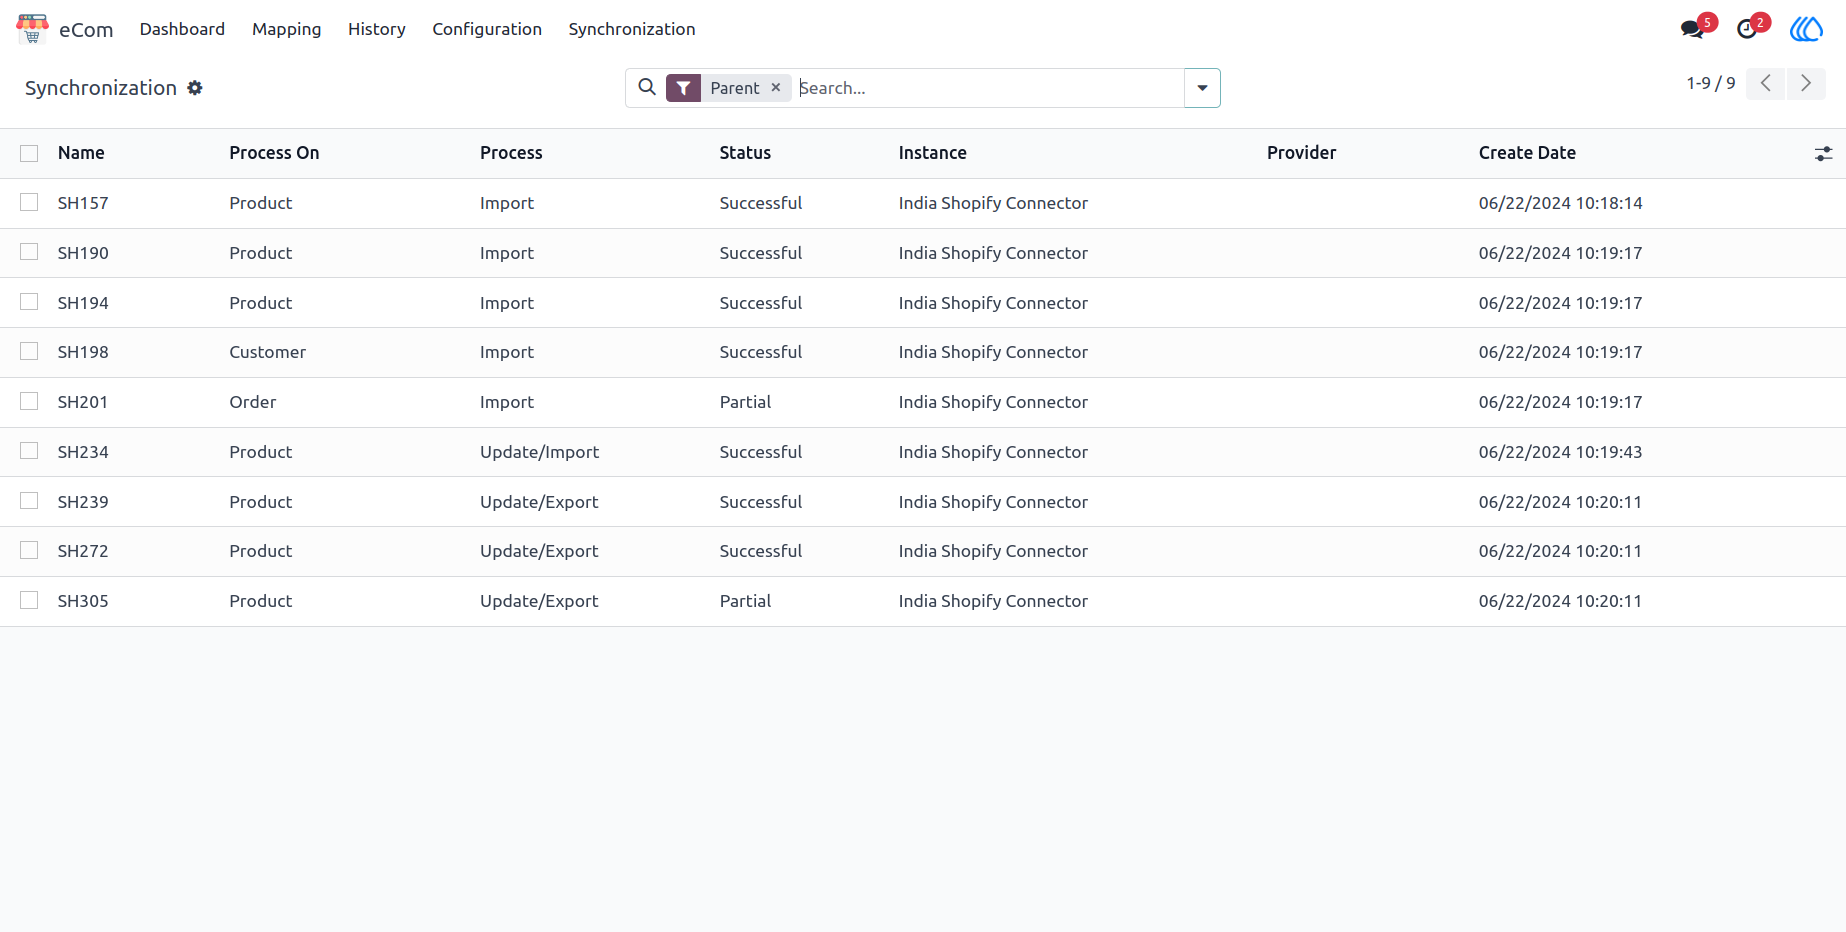 eCom Dashboard Mapping History Configuration Synchronization 5 2
Synchronization Parent × Search... 1-9 / 9
Name Process On Process Status Instance Provider Create Date
SH157 Product Import Successful India Shopify Connector 06/22/2024 10:18:14
SH190 Product Import Successful India Shopify Connector 06/22/2024 10:19:17
SH194 Product Import Successful India Shopify Connector 06/22/2024 10:19:17
SH198 Customer Import Successful India Shopify Connector 06/22/2024 10:19:17
SH201 Order Import Partial India Shopify Connector 06/22/2024 10:19:17
SH234 Product Update/Import Successful India Shopify Connector 06/22/2024 10:19:43
SH239 Product Update/Export Successful India Shopify Connector 06/22/2024 10:20:11
SH272 Product Update/Export Successful India Shopify Connector 06/22/2024 10:20:11
SH305 Product Update/Export Partial India Shopify Connector 06/22/2024 10:20:11